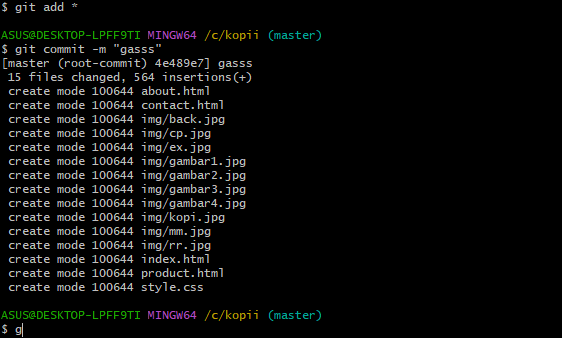 $ git add *
ASUS@DESKTOP-LPFF9TI MINGW64 /c/kopii (master)
$ git commit -m "gasss"
[master (root-commit) 4e489e7] gasss
 15 files changed, 564 insertions(+)
 create mode 100644 about.html
 create mode 100644 contact.html
 create mode 100644 img/back.jpg
 create mode 100644 img/cp.jpg
 create mode 100644 img/ex.jpg
 create mode 100644 img/gambar1.jpg
 create mode 100644 img/gambar2.jpg
 create mode 100644 img/gambar3.jpg
 create mode 100644 img/gambar4.jpg
 create mode 100644 img/kopi.jpg
 create mode 100644 img/mm.jpg
 create mode 100644 img/rr.jpg
 create mode 100644 index.html
 create mode 100644 product.html
 create mode 100644 style.css
ASUS@DESKTOP-LPFF9TI MINGW64 /c/kopii (master)
$ g